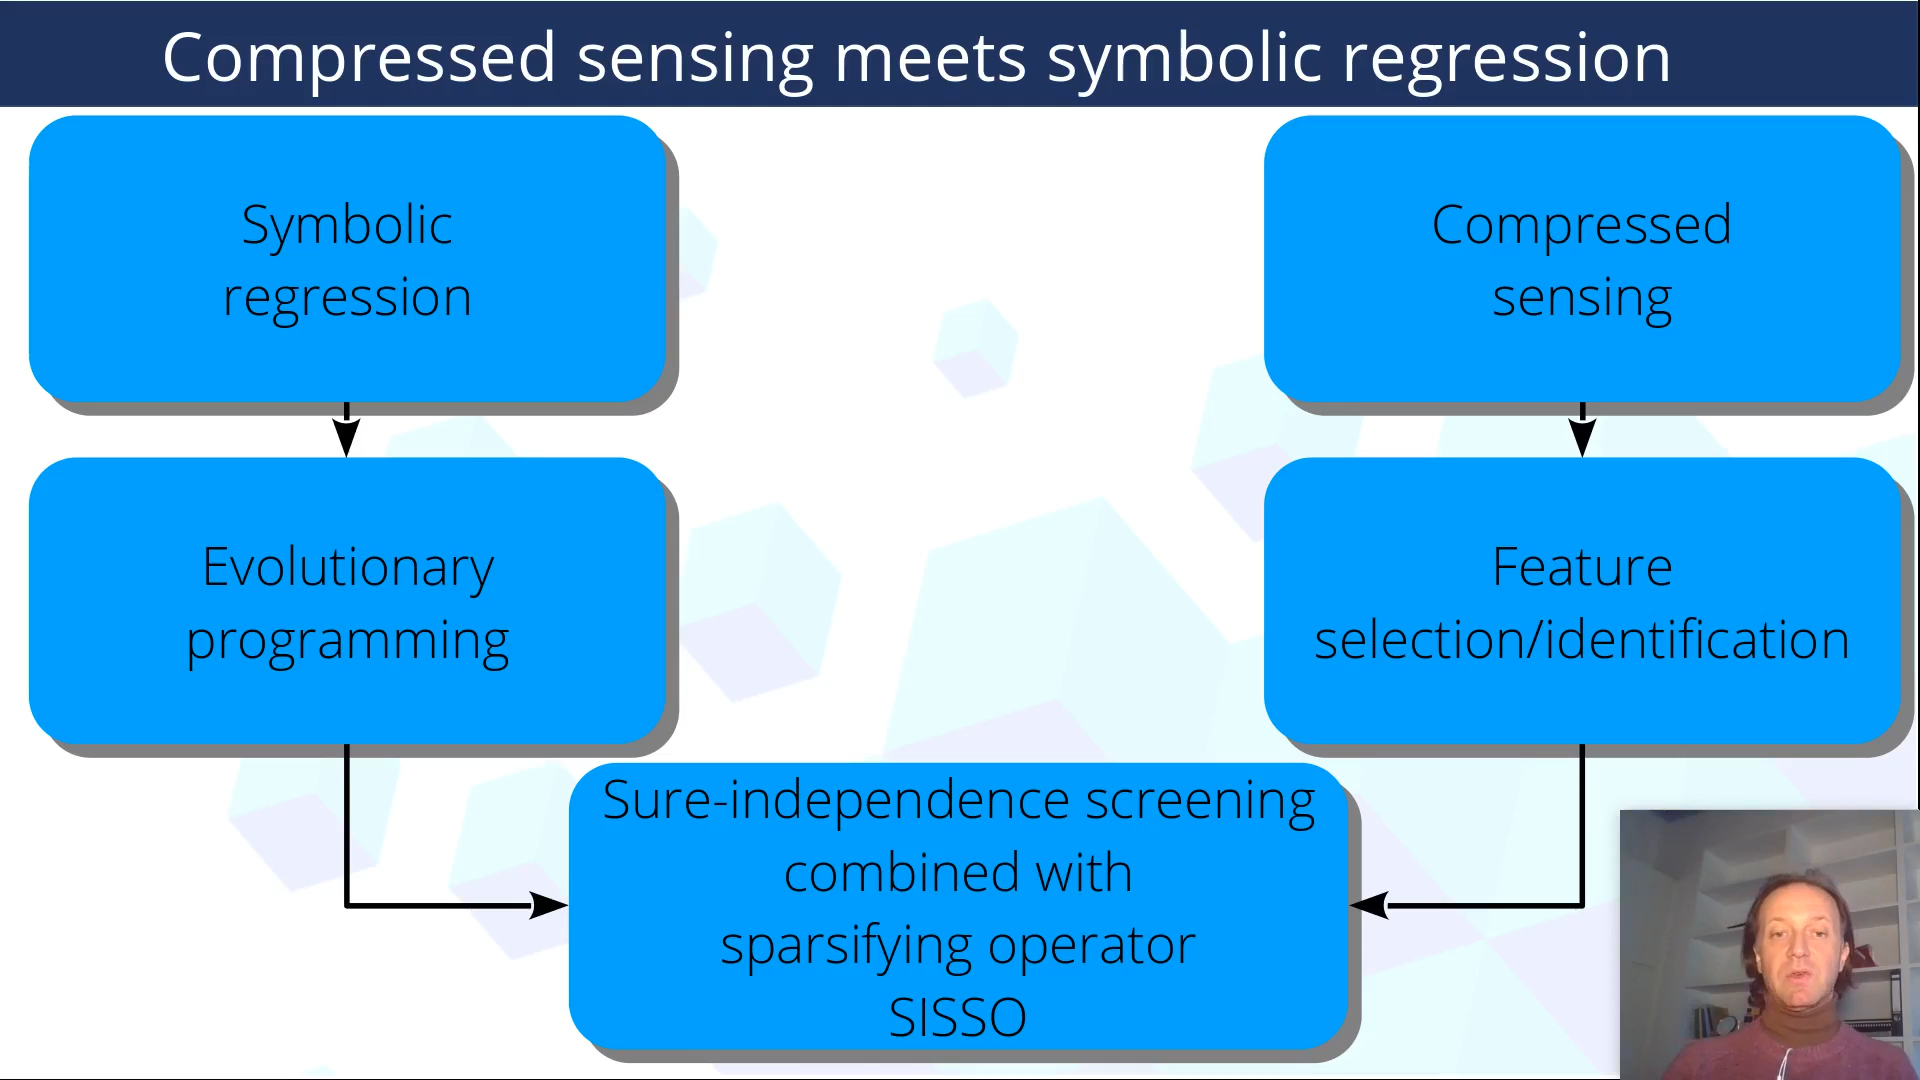 Compressed sensing meets symbolic regression
Symbolic
regression
Compressed
sensing
Evolutionary
programming
Feature
selection/identification
Sure-independence screening
combined with
sparsifying operator
SISSO